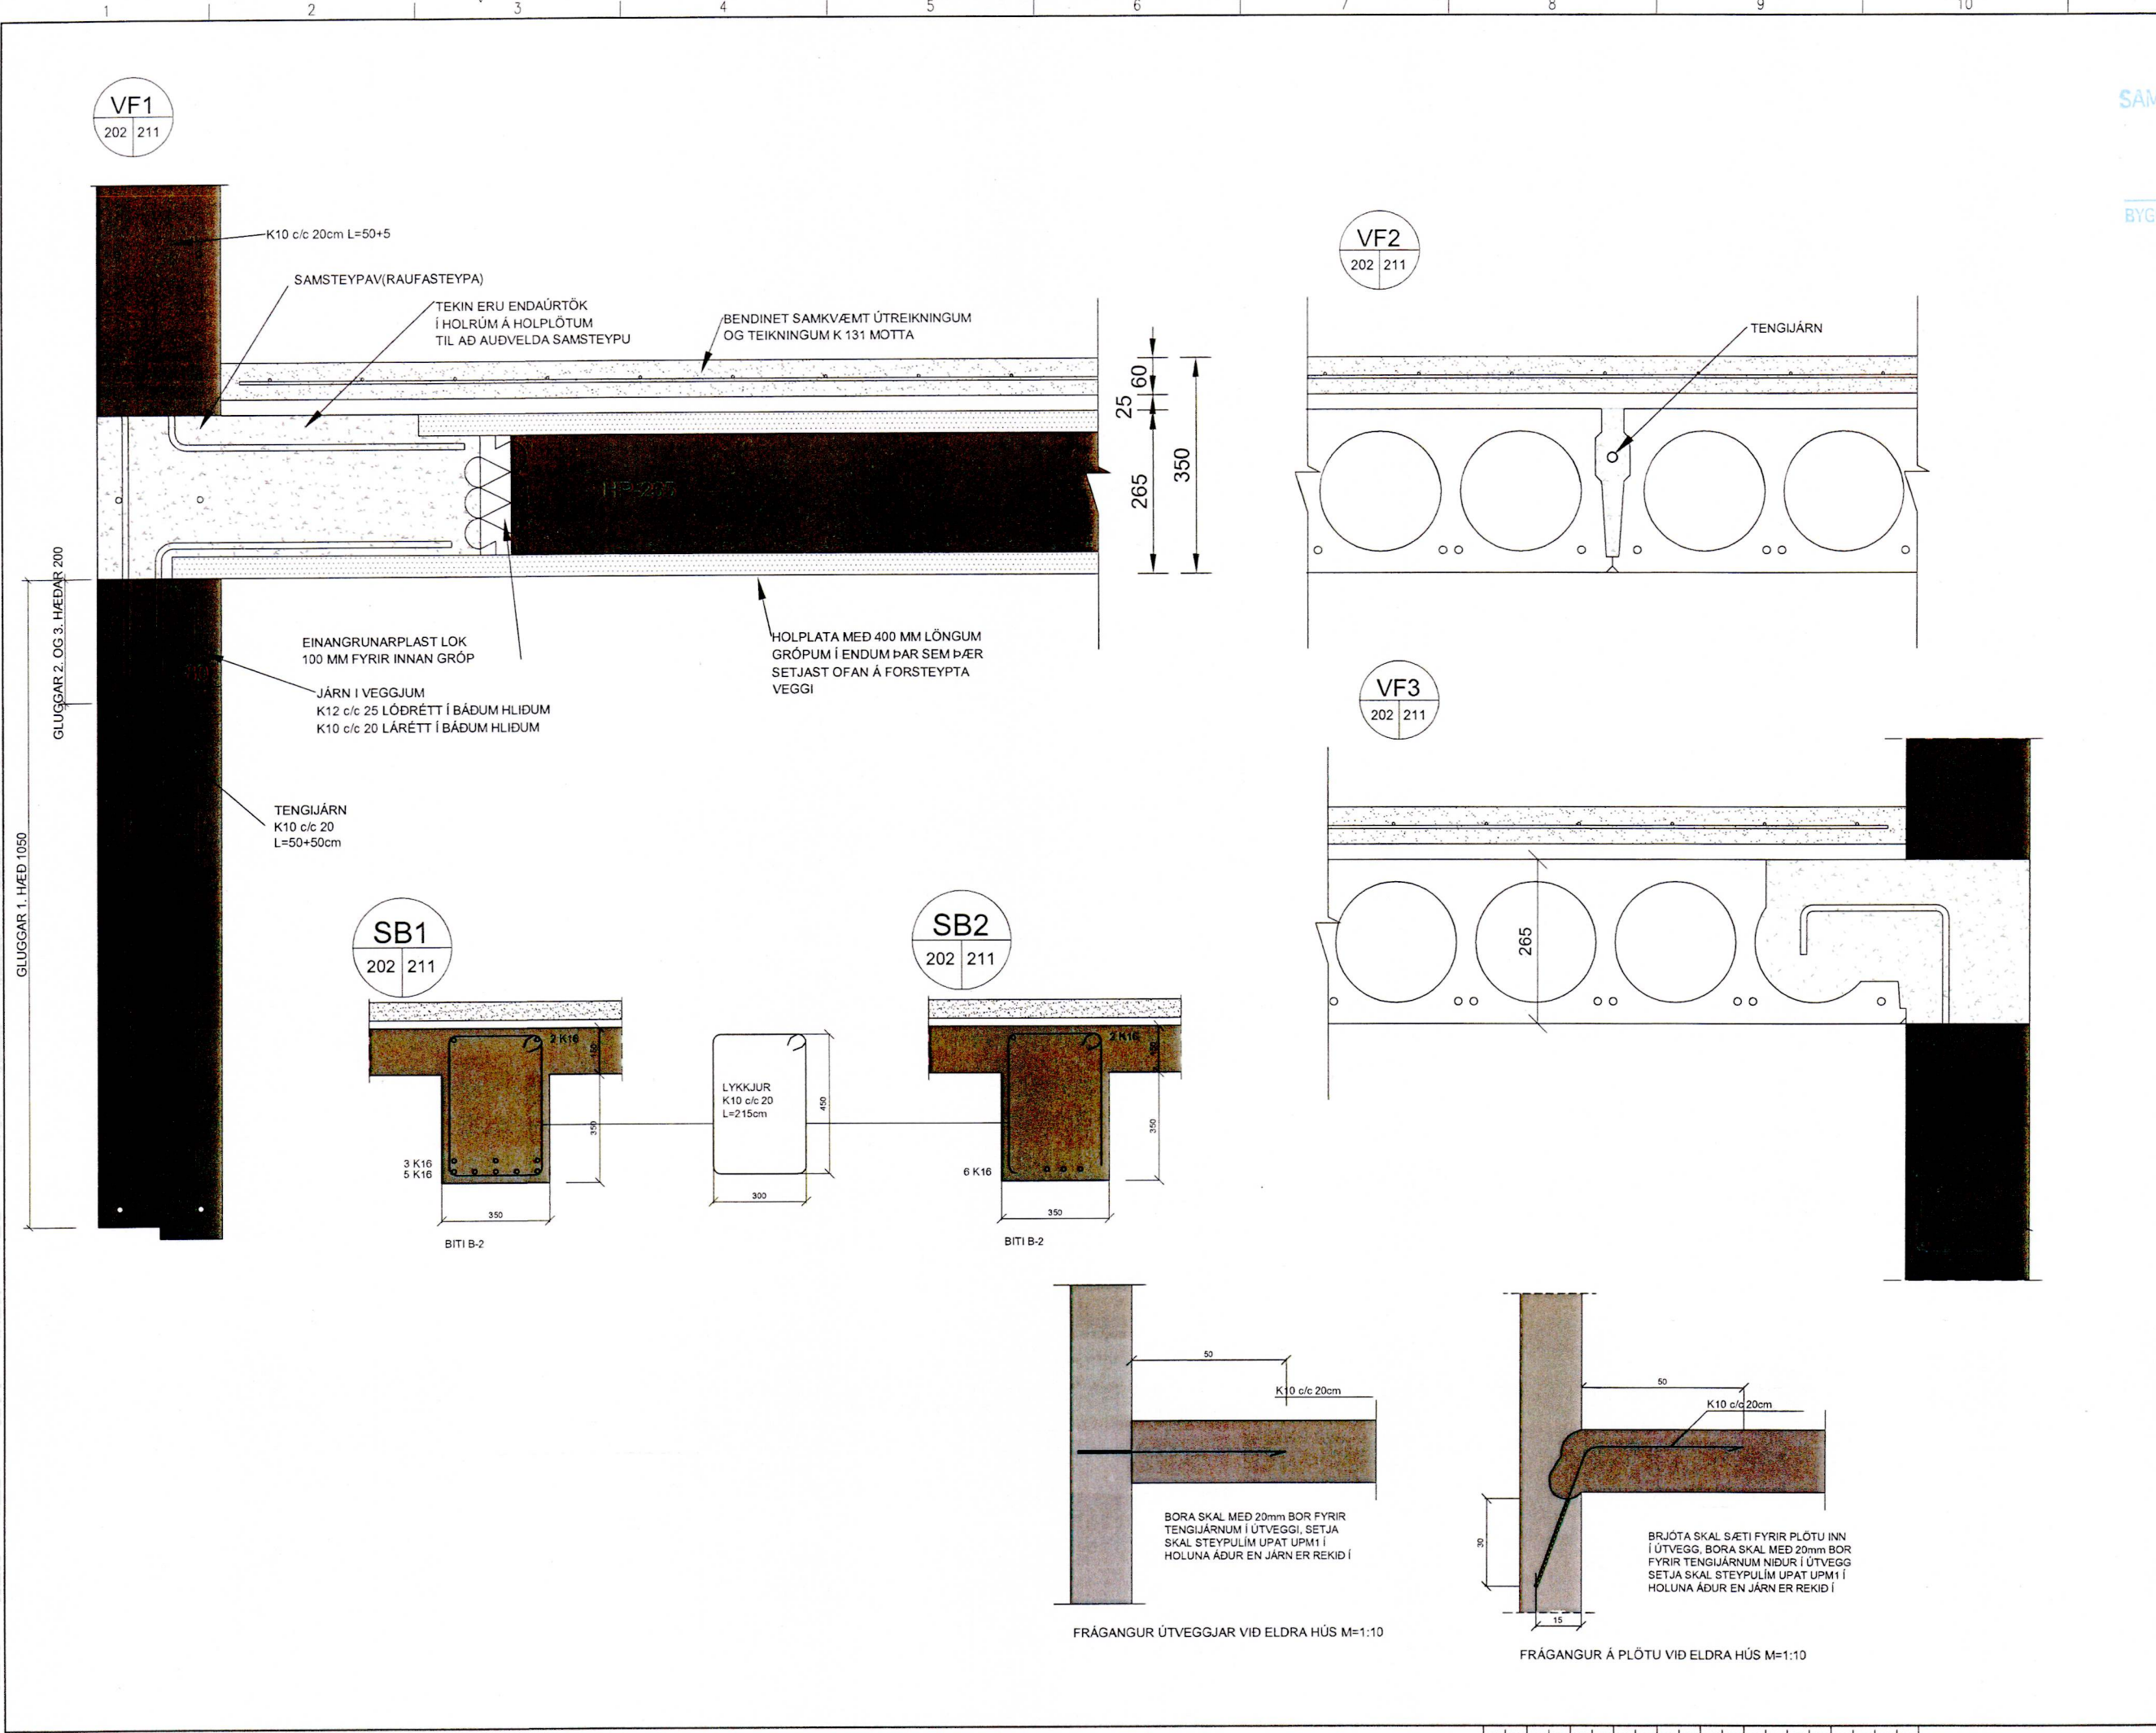 1 2 3 4 5 6 7 8 9 10
SAM
BYG
VF1
202 211
K10 c/c 20cm L=50+5
SAMSTEYPAV(RAUFASTEYPA)
TEKIN ERU ENDAÚRTÖK
Í HOLRÚM Á HOLPLÖTUM
TIL AÐ AUÐVELDA SAMSTEYPU
BENDINET SAMKVÆMT ÚTREIKNINGUM
OG TEIKNINGUM K 131 MOTTA
60
25
265
350
GLUGGAR 2. OG 3. HÆÐAR 200
GLUGGAR 1. HÆÐ 1050
EINANGRUNARPLAST LOK
100 MM FYRIR INNAN GRÓP
JÁRN I VEGGJUM
K12 c/c 25 LÓÐRÉTT Í BÁÐUM HLIÐUM
K10 c/c 20 LÁRÉTT Í BÁÐUM HLIÐUM
HOLPLATA MEÐ 400 MM LÖNGUM
GRÓPUM Í ENDUM ÞAR SEM ÞÆR
SETJAST OFAN Á FORSTEYPTA
VEGGI
TENGIJÁRN
K10 c/c 20
L=50+50cm
VF2
202 211
TENGIJÁRN
VF3
202 211
265
SB1
202 211
2 K16
350
3 K16
5 K16
350
BITI B-2
LYKKJUR
K10 c/c 20
L=215cm
450
300
SB2
202 211
2 K16
350
6 K16
350
BITI B-2
50
K10 c/c 20cm
BORA SKAL MEÐ 20mm BOR FYRIR
TENGIJÁRNUM Í ÚTVEGGI, SETJA
SKAL STEYPULÍM UPAT UPM1 Í
HOLUNA ÁÐUR EN JÁRN ER REKIÐ Í
FRÁGANGUR ÚTVEGGJAR VIÐ ELDRA HÚS M=1:10
50
K10 c/c 20cm
30
15
BRJÓTA SKAL SÆTI FYRIR PLÖTU INN
Í ÚTVEGG, BORA SKAL MEÐ 20mm BOR
FYRIR TENGIJÁRNUM NIÐUR Í ÚTVEGG
SETJA SKAL STEYPULÍM UPAT UPM1 Í
HOLUNA ÁÐUR EN JÁRN ER REKIÐ Í
FRÁGANGUR Á PLÖTU VIÐ ELDRA HÚS M=1:10